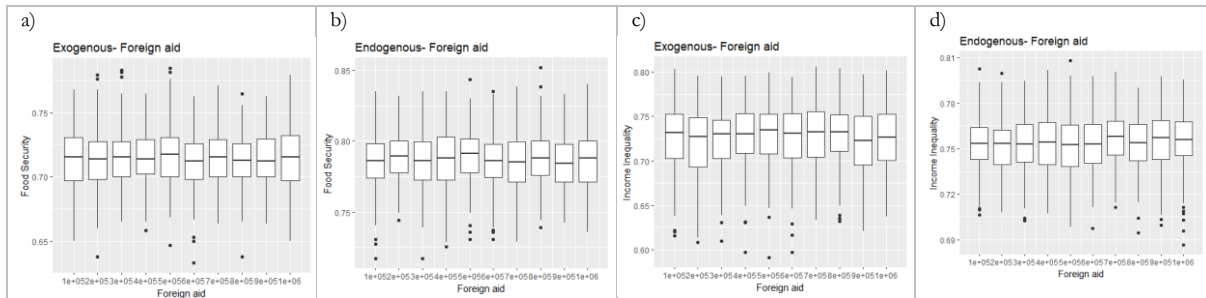 a)
Exogenous- Foreign aid
Food Security
0.75
0.70
0.65
1e+052e+053e+054e+055e+056e+057e+058e+059e+051e+06
Foreign aid
b)
Endogenous- Foreign aid
Food Security
0.85
0.80
0.75
1e+052e+053e+054e+055e+056e+057e+058e+059e+051e+06
Foreign aid
c)
Exogenous- Foreign aid
Income Inequality
0.80
0.75
0.70
0.65
0.60
1e+052e+053e+054e+055e+056e+057e+058e+059e+051e+06
Foreign aid
d)
Endogenous- Foreign aid
Income Inequality
0.81
0.78
0.75
0.72
0.69
1e+052e+053e+054e+055e+056e+057e+058e+059e+051e+06
Foreign aid